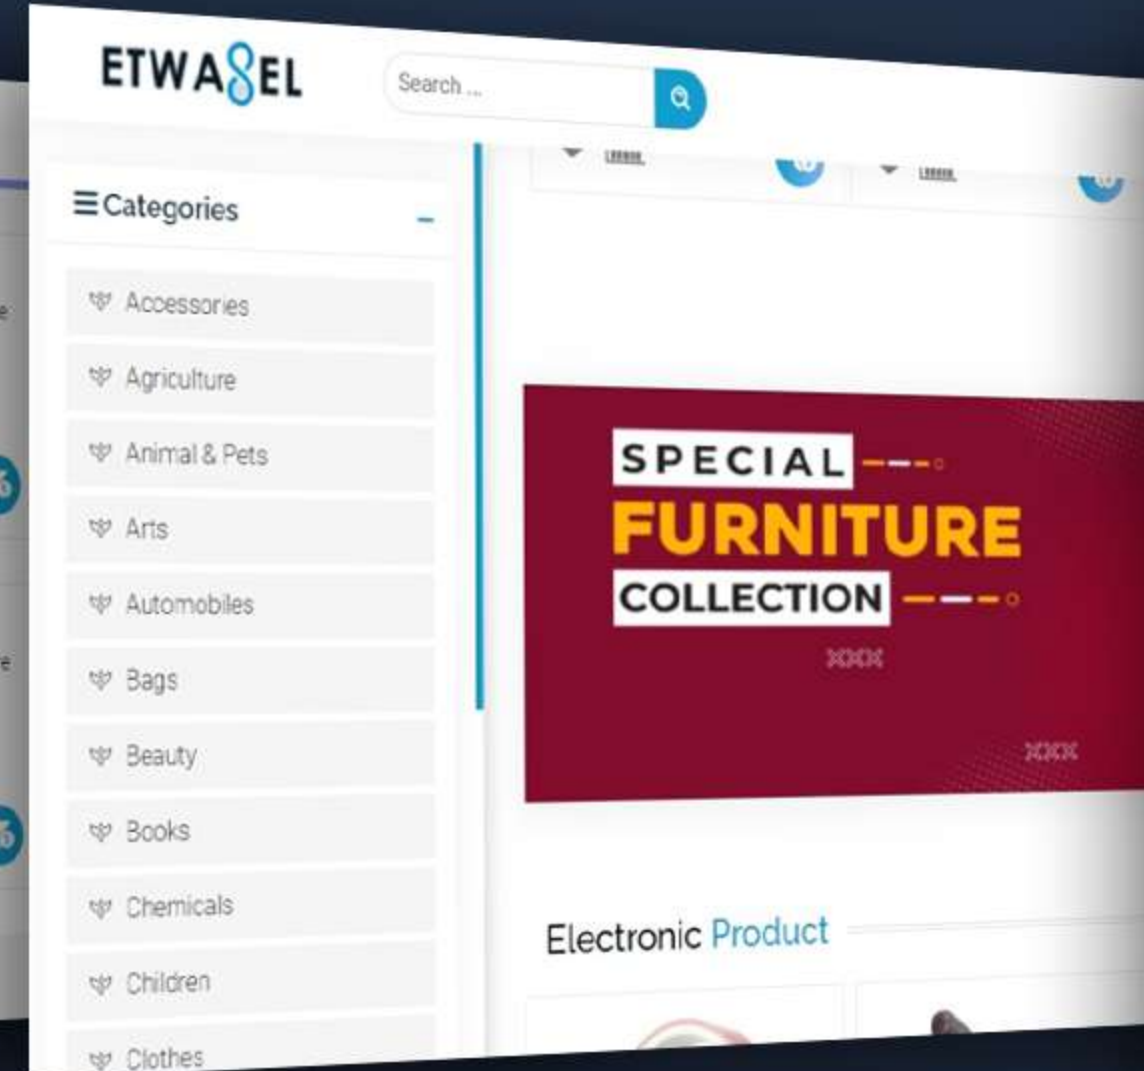 ETWASEL
Search ...
Categories
Accessories
Agriculture
Animal & Pets
Arts
Automobiles
Bags
Beauty
Books
Chemicals
Children
Clothes
SPECIAL
FURNITURE
COLLECTION
Electronic Product